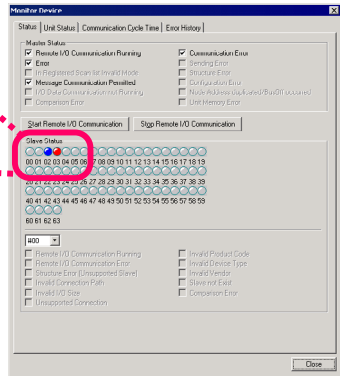 Monitor Device
Status Unit Status Communication Cycle Time Error History
Master Status
Remote I/O Communication Running Communication Error
Error Sending Error
In Registered Scan list Invalid Mode Structure Error
Message Communication Permitted Configuration Error
I/O Data Communication not Running Node Address duplicated/BusOff occurred
Comparison Error Unit Memory Error
Start Remote I/O Communication Stop Remote I/O Communication
Slave Status
00 01 02 03 04 05 06 07 08 09 10 11 12 13 14 15 16 17 18 19
20 21 22 23 24 25 26 27 28 29 30 31 32 33 34 35 36 37 38 39
40 41 42 43 44 45 46 47 48 49 50 51 52 53 54 55 56 57 58 59
60 61 62 63
#00
Remote I/O Communication Running Invalid Product Code
Remote I/O Communication Error Invalid Device Type
Structure Error (Unsupported Slave) Invalid Vendor
Invalid Connection Path Slave not Exist
Invalid I/O Size Comparison Error
Unsupported Connection
Close